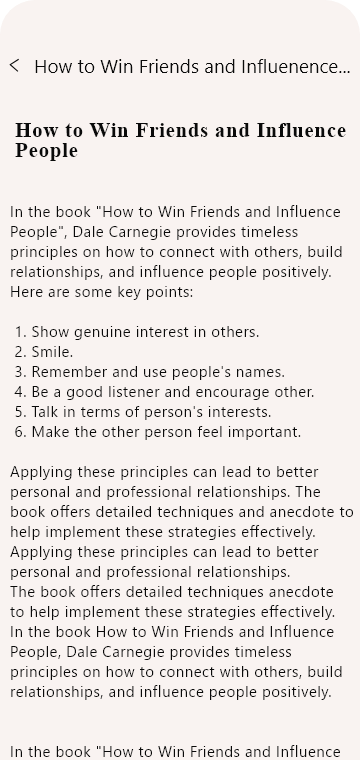 < How to Win Friends and Influenence...
How to Win Friends and Influence
People
In the book "How to Win Friends and Influence
People", Dale Carnegie provides timeless
principles on how to connect with others, build
relationships, and influence people positively.
Here are some key points:
1. Show genuine interest in others.
2. Smile.
3. Remember and use people's names.
4. Be a good listener and encourage other.
5. Talk in terms of person's interests.
6. Make the other person feel important.
Applying these principles can lead to better
personal and professional relationships. The
book offers detailed techniques and anecdote to
help implement these strategies effectively.
Applying these principles can lead to better
personal and professional relationships.
The book offers detailed techniques anecdote
to help implement these strategies effectively.
In the book How to Win Friends and Influence
People, Dale Carnegie provides timeless
principles on how to connect with others, build
relationships, and influence people positively.
In the book "How to Win Friends and Influence